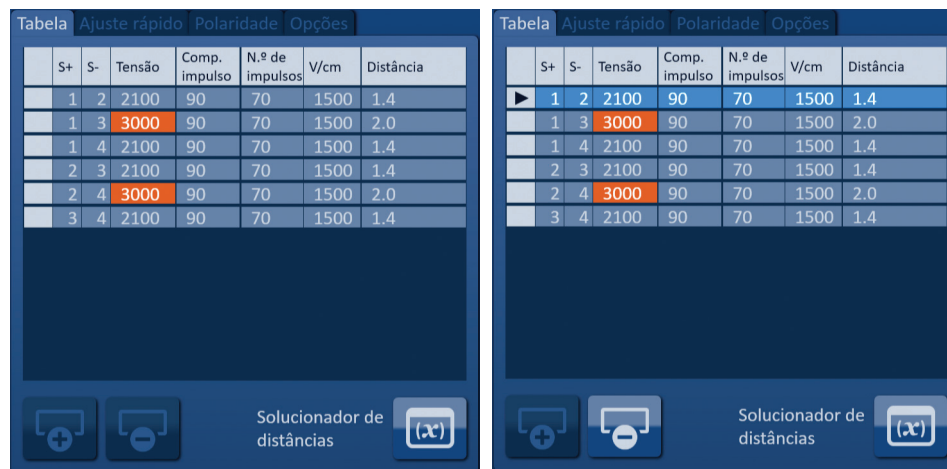 Tabela Ajuste rápido Polaridade Opções
S+ S- Tensão Comp. impulso N.º de impulsos V/cm Distância
1 2 2100 90 70 1500 1.4
1 3 3000 90 70 1500 2.0
1 4 2100 90 70 1500 1.4
2 3 2100 90 70 1500 1.4
2 4 3000 90 70 1500 2.0
3 4 2100 90 70 1500 1.4
Solucionador de
distâncias
(x)
Tabela Ajuste rápido Polaridade Opções
S+ S- Tensão Comp. impulso N.º de impulsos V/cm Distância
1 2 2100 90 70 1500 1.4
1 3 3000 90 70 1500 2.0
1 4 2100 90 70 1500 1.4
2 3 2100 90 70 1500 1.4
2 4 3000 90 70 1500 2.0
3 4 2100 90 70 1500 1.4
Solucionador de
distâncias
(x)